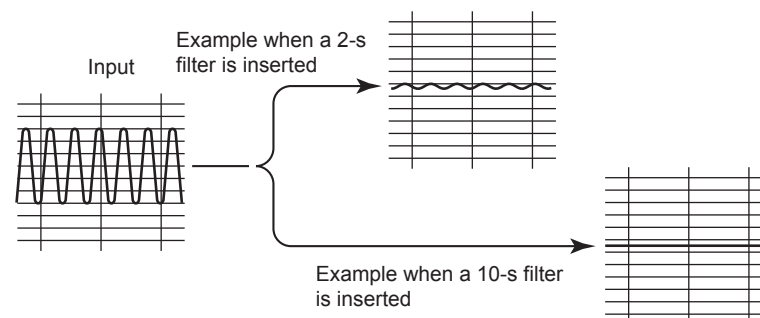 Input
Example when a 2-s
filter is inserted
Example when a 10-s filter
is inserted